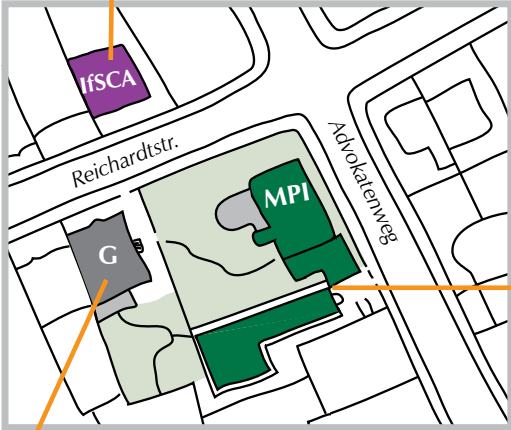 IfSCA
Reichardtstr.
Advokatenweg
MPI
G